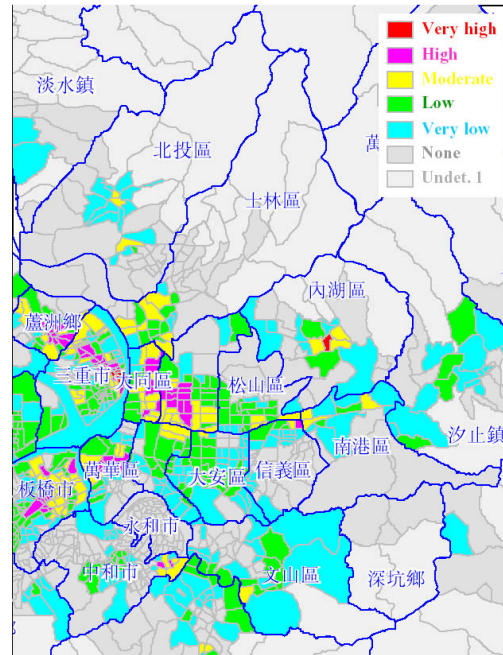 Very high
High
Moderate
Low
Very low
None
Undet. 1
淡水鎮
萬
北投區
士林區
內湖區
蘆洲鄉
三重市
大同區
松山區
汐止鎮
南港區
板橋市
萬華區
大安區
信義區
永和市
中和市
文山區
深坑鄉